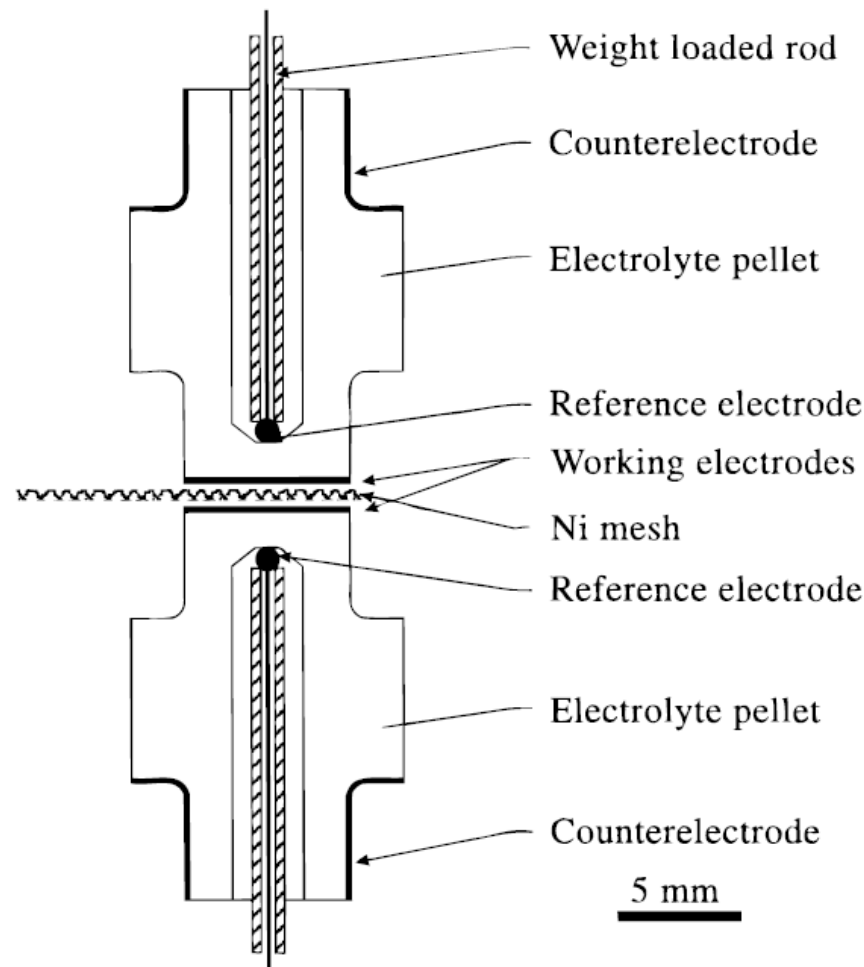 Weight loaded rod
Counterelectrode
Electrolyte pellet
Reference electrode
Working electrodes
Ni mesh
Reference electrode
Electrolyte pellet
Counterelectrode
5 mm